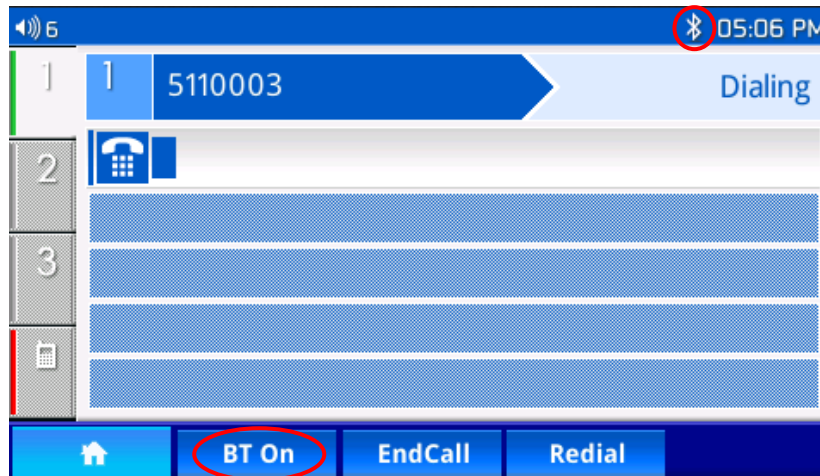 6 05:06 PM
1 1 5110003 Dialing
2
3
BT On EndCall Redial